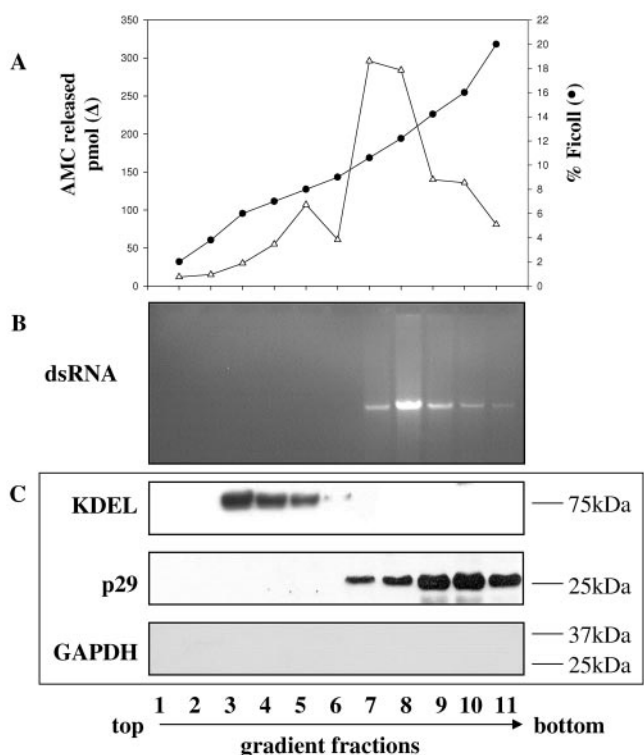 A
AMC released
pmol (Δ)
350
300
250
200
150
100
50
0
22
20
18
16
14
12
10
8
6
4
2
0
% Ficoll (●)
B
dsRNA
C
KDEL
75kDa
p29
25kDa
GAPDH
37kDa
25kDa
1 2 3 4 5 6 7 8 9 10 11
top bottom
gradient fractions